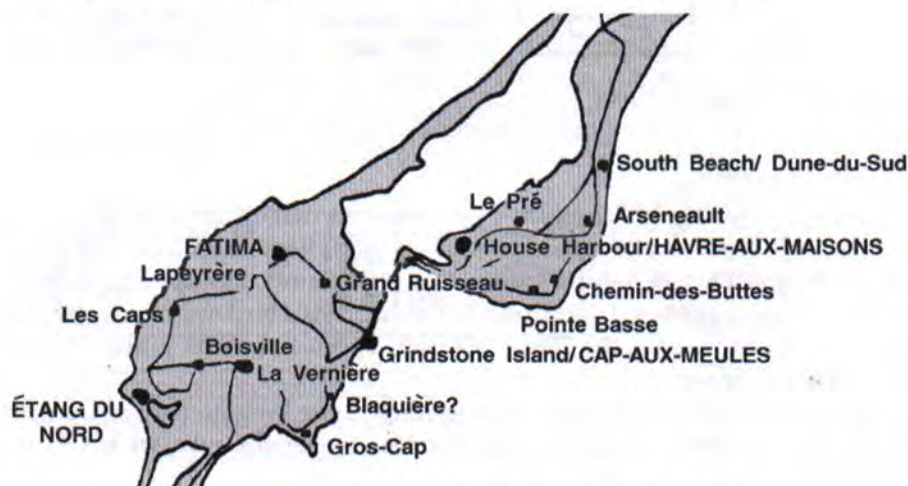 South Beach/ Dune-du-Sud
Le Pré
Arseneault
FATIMA
House Harbour/HAVRE-AUX-MAISONS
Lapeyrère
Grand Ruisseau
Chemin-des-Buttes
Les Caps
Pointe Basse
Boisville
Grindstone Island/CAP-AUX-MEULES
La Vernière
ÉTANG DU
NORD
Blaquière?
Gros-Cap